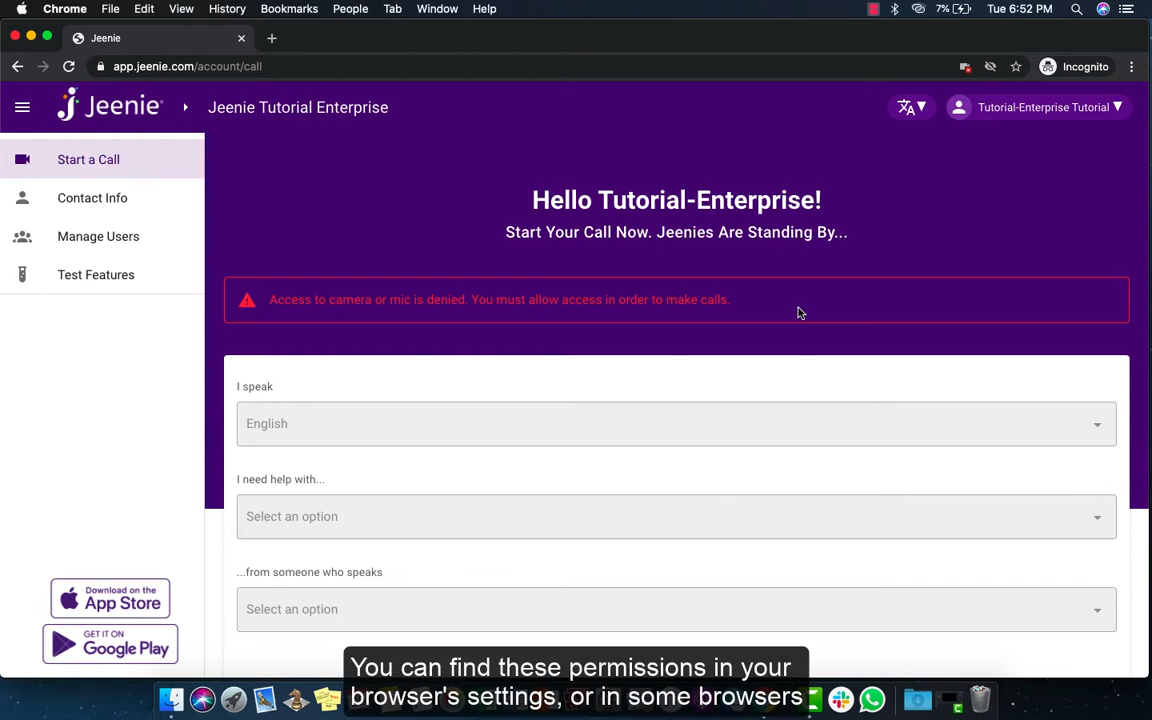 Chrome File Edit View History Bookmarks People Tab Window Help 7% Tue 6:52 PM
Jeenie
app.jeenie.com/account/call Incognito
Jeenie Jeenie Tutorial Enterprise Tutorial-Enterprise Tutorial
Start a Call
Contact Info
Manage Users
Test Features
Hello Tutorial-Enterprise!
Start Your Call Now. Jeenies Are Standing By...
Access to camera or mic is denied. You must allow access in order to make calls.
I speak
English
I need help with...
Select an option
...from someone who speaks
Select an option
Download on the
App Store
GET IT ON
Google Play
You can find these permissions in your
browser's settings, or in some browsers